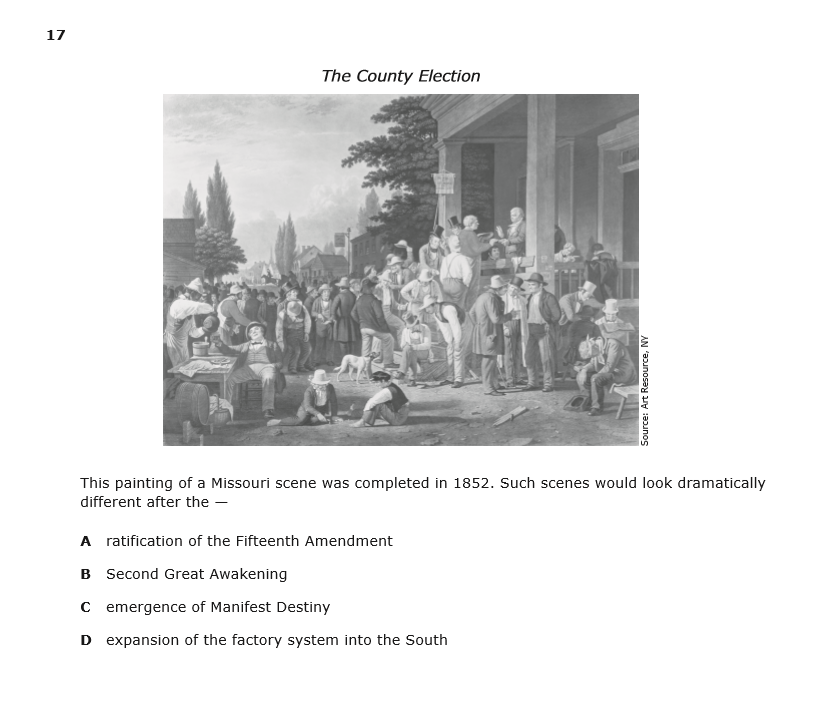 17
The County Election
Source: Art Resource, NY
This painting of a Missouri scene was completed in 1852. Such scenes would look dramatically
different after the —
A ratification of the Fifteenth Amendment
B Second Great Awakening
C emergence of Manifest Destiny
D expansion of the factory system into the South